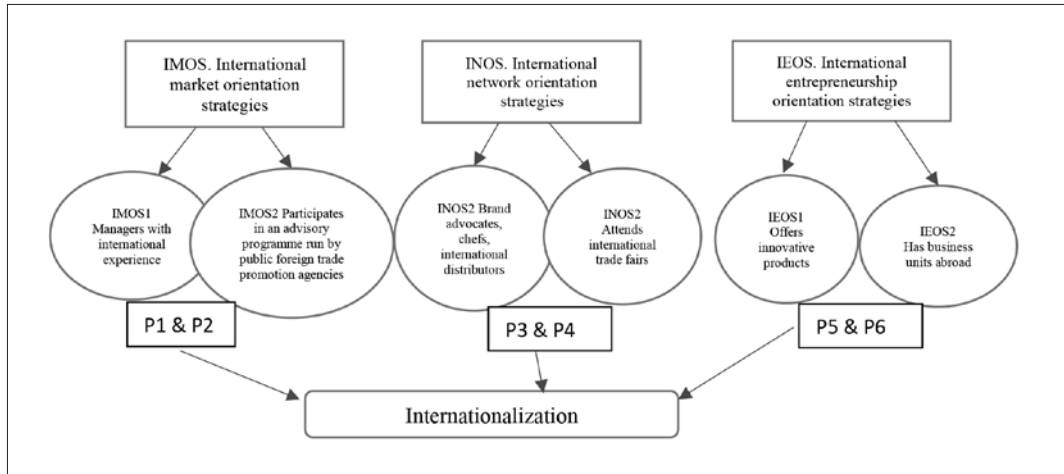 IMOS. International
market orientation
strategies
INOS. International
network orientation
strategies
IEOS. International
entrepreneurship
orientation strategies
IMOS1
Managers with
international
experience
IMOS2 Participates
in an advisory
programme run by
public foreign trade
promotion agencies
INOS2 Brand
advocates,
chefs,
international
distributors
INOS2
Attends
international
trade fairs
IEOS1
Offers
innovative
products
IEOS2
Has business
units abroad
P1 & P2
P3 & P4
P5 & P6
Internationalization